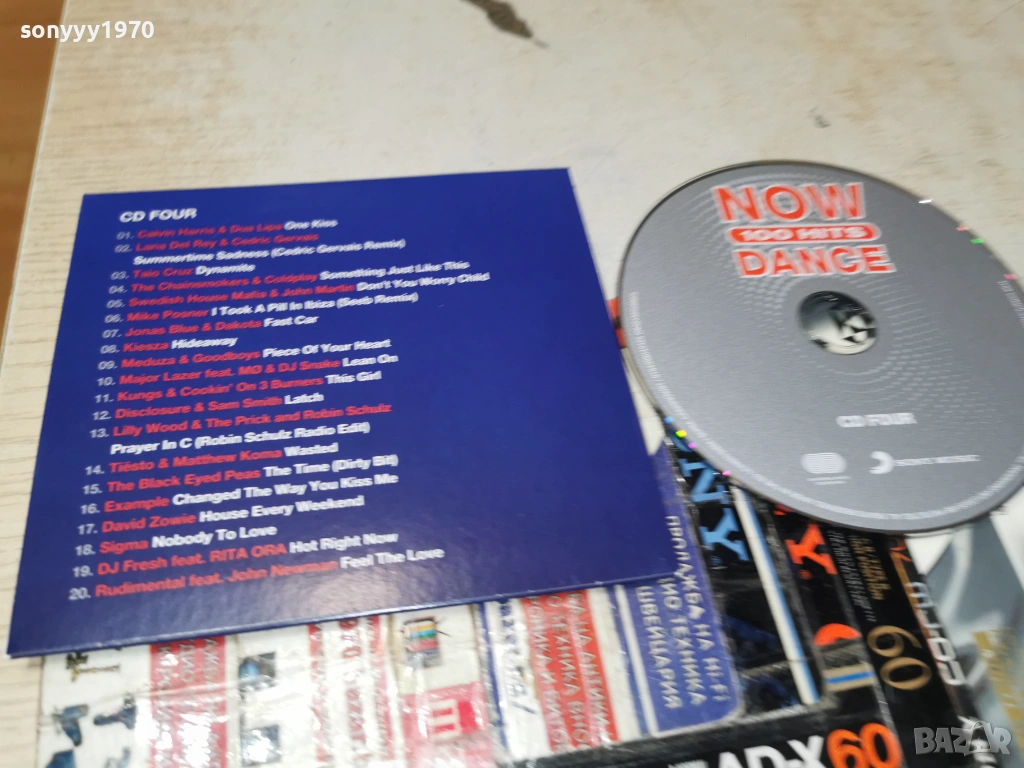 sonyyy1970
CD FOUR
01. Calvin Harris & Dua Lipa One Kiss
02. Lana Del Rey & Cedric Gervais
Summertime Sadness (Cedric Gervais Remix)
03. Taio Cruz Dynamite
04. The Chainsmokers & Coldplay Something Just Like This
05. Swedish House Mafia & John Martin Don't You Worry Child
06. Mike Posner I Took A Pill In Ibiza (Seeb Remix)
07. Jonas Blue & Dakota Fast Car
08. Kiesza Hideaway
09. Meduza & Goodboys Piece Of Your Heart
10. Major Lazer feat. MØ & DJ Snake Lean On
11. Kungs & Cookin' On 3 Burners This Girl
12. Disclosure & Sam Smith Latch
13. Lilly Wood & The Prick and Robin Schulz
Prayer In C (Robin Schulz Radio Edit)
14. Tiësto & Matthew Koma Wasted
15. The Black Eyed Peas The Time (Dirty Bit)
16. Example Changed The Way You Kiss Me
17. David Zowie House Every Weekend
18. Sigma Nobody To Love
19. DJ Fresh feat. RITA ORA Hot Right Now
20. Rudimental feat. John Newman Feel The Love
NOW
100 HITS
DANCE
CD FOUR
SONY MUSIC
НА HI-FI
ТЕХНИКА
ШВЕЙЦАРИЯ
60
AD-X60
BAZAR